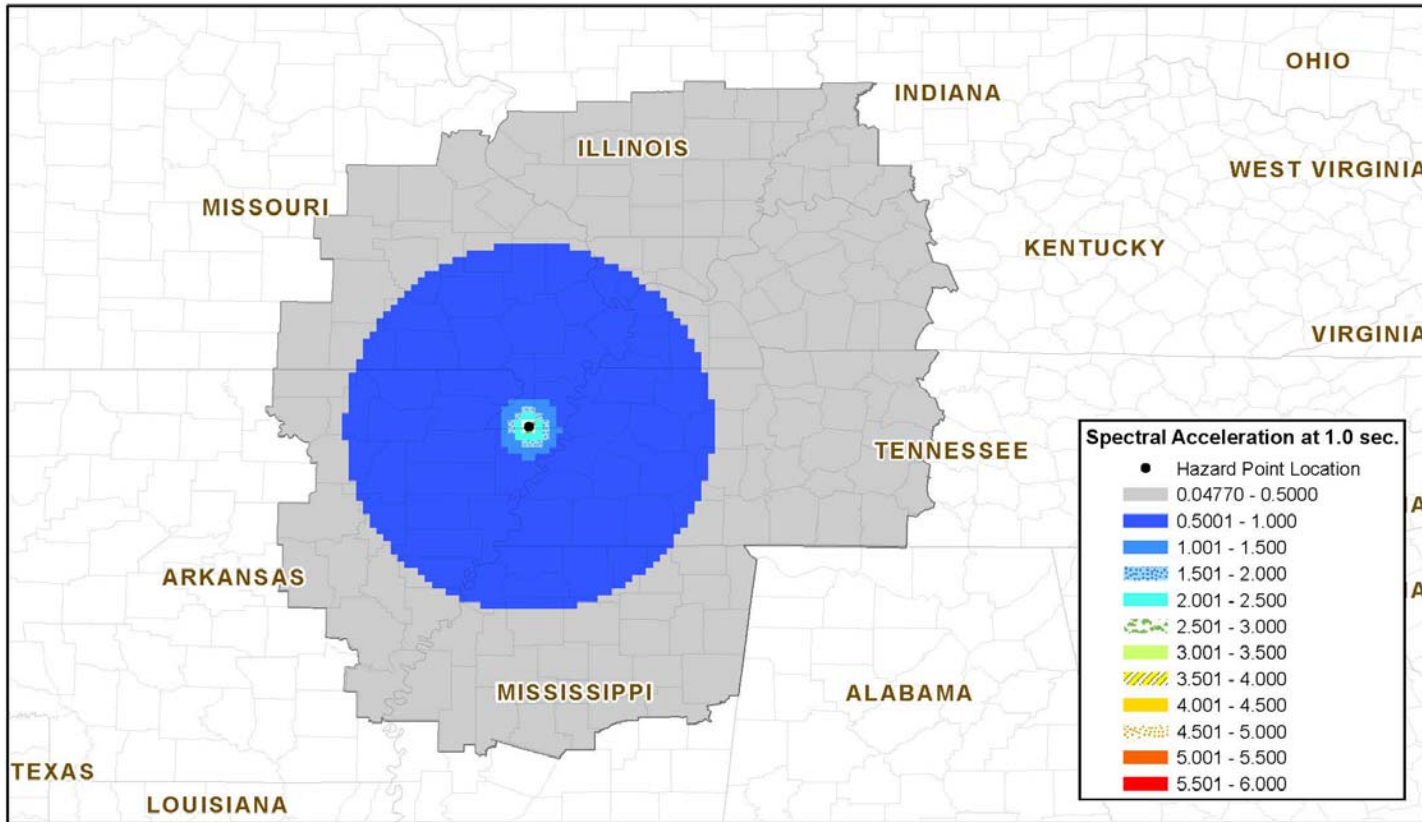 OHIO
INDIANA
ILLINOIS
WEST VIRGINIA
MISSOURI
KENTUCKY
VIRGINIA
TENNESSEE
Spectral Acceleration at 1.0 sec.
Hazard Point Location
0.04770 - 0.5000
0.5001 - 1.000
1.001 - 1.500
1.501 - 2.000
2.001 - 2.500
2.501 - 3.000
3.001 - 3.500
3.501 - 4.000
4.001 - 4.500
4.501 - 5.000
5.001 - 5.500
5.501 - 6.000
ARKANSAS
MISSISSIPPI
ALABAMA
TEXAS
LOUISIANA